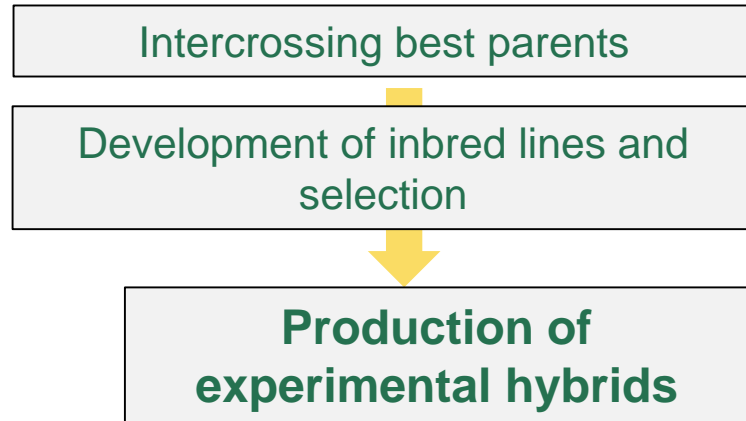 Intercrossing best parents
Development of inbred lines and
selection
Production of
experimental hybrids